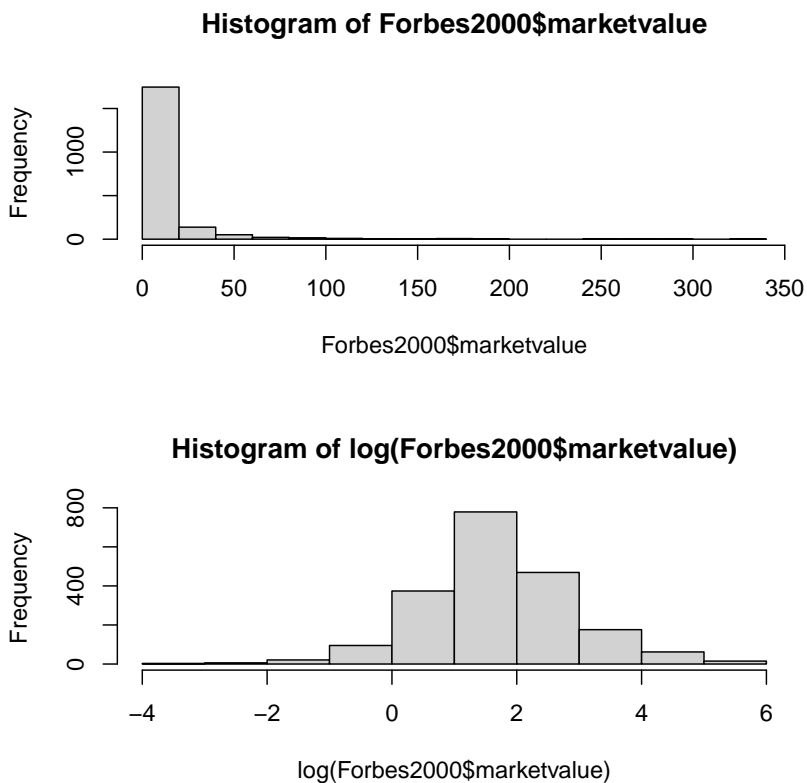 Histogram of Forbes2000$marketvalue
Frequency
0 1000
0 50 100 150 200 250 300 350
Forbes2000$marketvalue
Histogram of log(Forbes2000$marketvalue)
Frequency
0 400 800
−4 −2 0 2 4 6
log(Forbes2000$marketvalue)